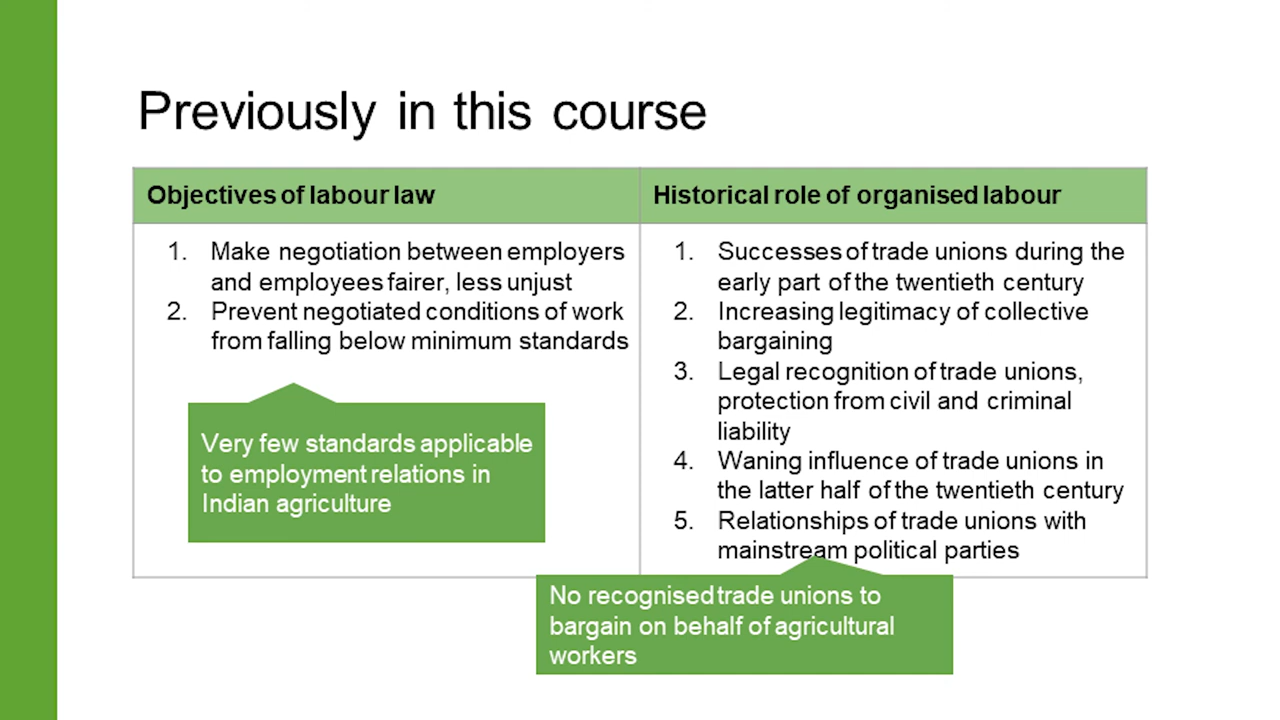 Previously in this course
Objectives of labour law
1. Make negotiation between employers
and employees fairer, less unjust
2. Prevent negotiated conditions of work
from falling below minimum standards
Very few standards applicable
to employment relations in
Indian agriculture
Historical role of organised labour
1. Successes of trade unions during the
early part of the twentieth century
2. Increasing legitimacy of collective
bargaining
3. Legal recognition of trade unions,
protection from civil and criminal
liability
4. Waning influence of trade unions in
the latter half of the twentieth century
5. Relationships of trade unions with
mainstream political parties
No recognised trade unions to
bargain on behalf of agricultural
workers